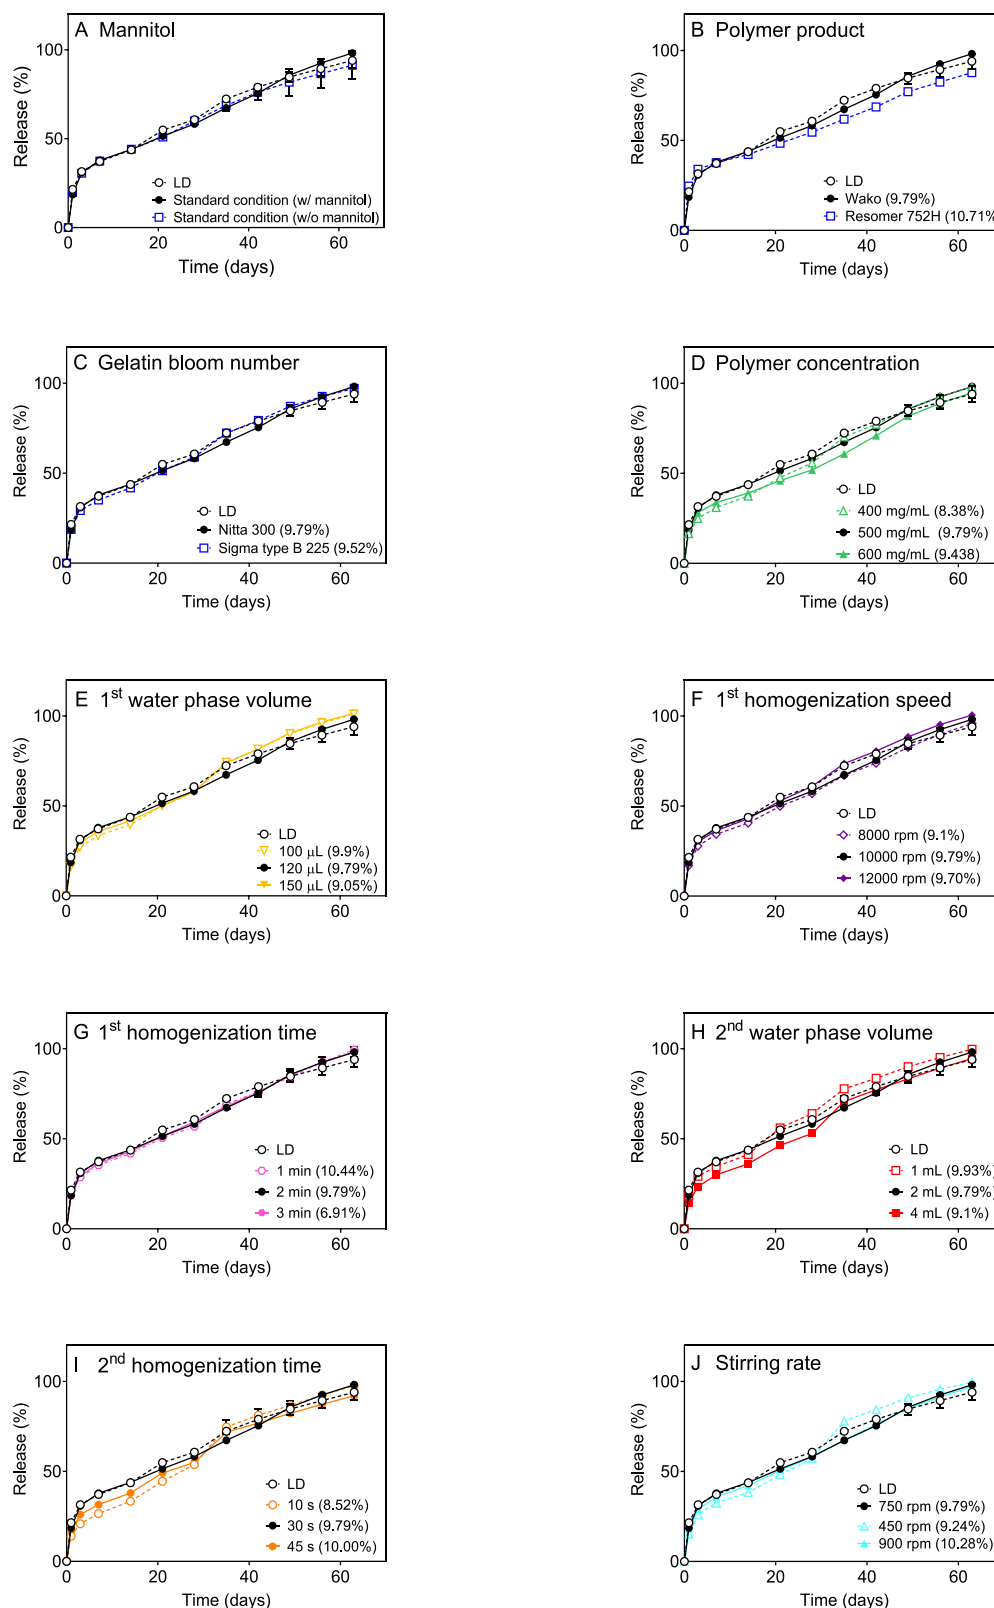 A Mannitol
100
50
0
Release (%)
LD
Standard condition (w/ mannitol)
Standard condition (w/o mannitol)
0 20 40 60
Time (days)
B Polymer product
100
50
0
Release (%)
LD
Wako (9.79%)
Resomer 752H (10.71%
0 20 40 60
Time (days)
C Gelatin bloom number
100
50
0
Release (%)
LD
Nitta 300 (9.79%)
Sigma type B 225 (9.52%)
0 20 40 60
Time (days)
D Polymer concentration
100
50
0
Release (%)
LD
400 mg/mL (8.38%)
500 mg/mL (9.79%)
600 mg/mL (9.438)
0 20 40 60
Time (days)
E 1st water phase volume
100
50
0
Release (%)
LD
100 μL (9.9%)
120 μL (9.79%)
150 μL (9.05%)
0 20 40 60
Time (days)
F 1st homogenization speed
100
50
0
Release (%)
LD
8000 rpm (9.1%)
10000 rpm (9.79%)
12000 rpm (9.70%)
0 20 40 60
Time (days)
G 1st homogenization time
100
50
0
Release (%)
LD
1 min (10.44%)
2 min (9.79%)
3 min (6.91%)
0 20 40 60
Time (days)
H 2nd water phase volume
100
50
0
Release (%)
LD
1 mL (9.93%)
2 mL (9.79%)
4 mL (9.1%)
0 20 40 60
Time (days)
I 2nd homogenization time
100
50
0
Release (%)
LD
10 s (8.52%)
30 s (9.79%)
45 s (10.00%)
0 20 40 60
Time (days)
J Stirring rate
100
50
0
Release (%)
LD
750 rpm (9.79%)
450 rpm (9.24%)
900 rpm (10.28%)
0 20 40 60
Time (days)